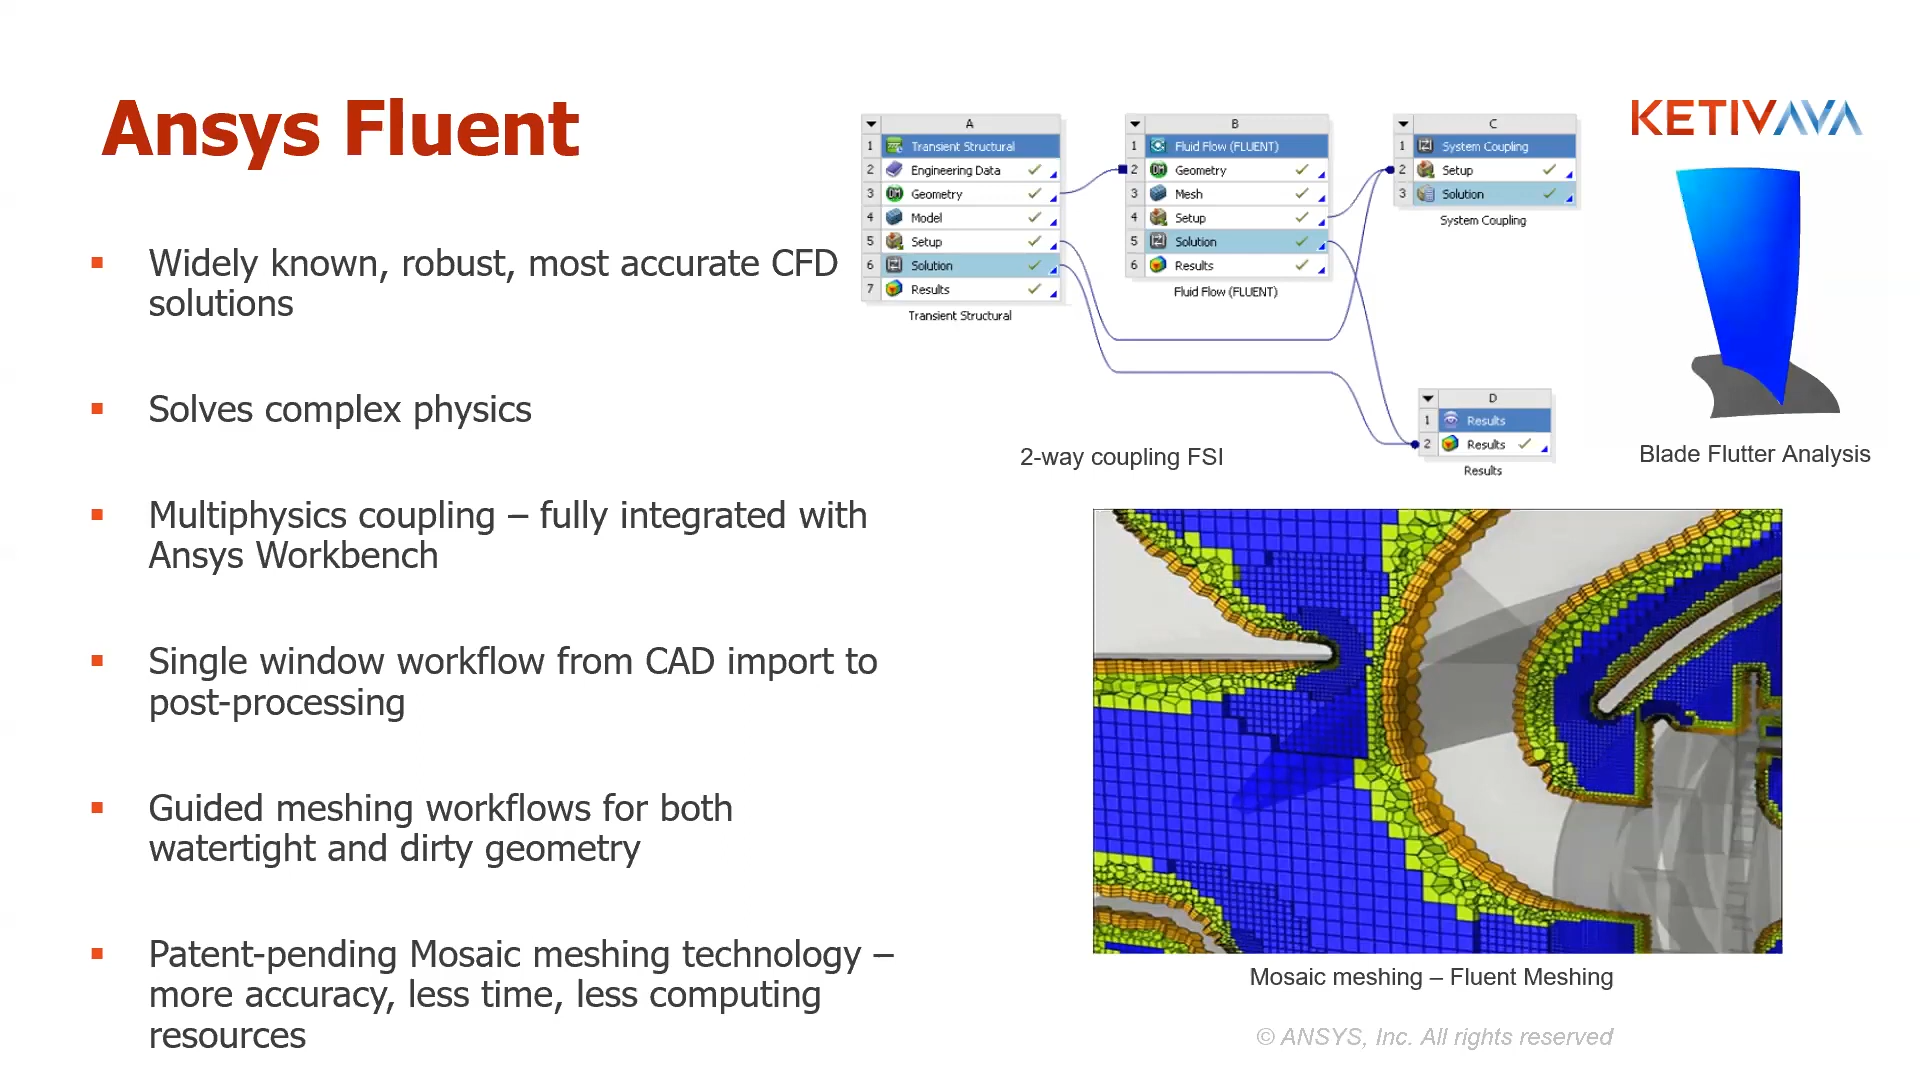 Ansys Fluent
KETIVAVA
▪ Widely known, robust, most accurate CFD
solutions
▪ Solves complex physics
▪ Multiphysics coupling – fully integrated with
Ansys Workbench
▪ Single window workflow from CAD import to
post-processing
▪ Guided meshing workflows for both
watertight and dirty geometry
▪ Patent-pending Mosaic meshing technology –
more accuracy, less time, less computing
resources
A
1 Transient Structural
2 Engineering Data
3 Geometry
4 Model
5 Setup
6 Solution
7 Results
Transient Structural
B
1 Fluid Flow (FLUENT)
2 Geometry
3 Mesh
4 Setup
5 Solution
6 Results
Fluid Flow (FLUENT)
C
1 System Coupling
2 Setup
3 Solution
System Coupling
D
1 Results
2 Results
Results
2-way coupling FSI
Blade Flutter Analysis
Mosaic meshing – Fluent Meshing
© ANSYS, Inc. All rights reserved